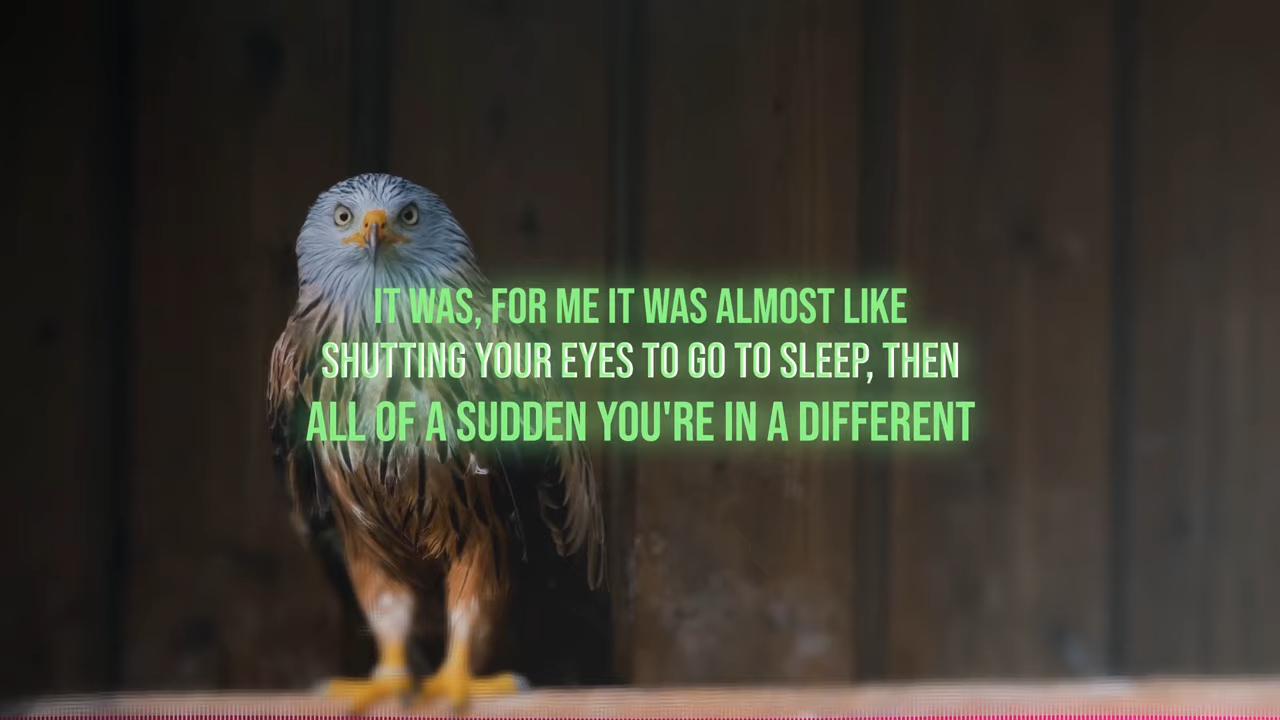 IT WAS, FOR ME IT WAS ALMOST LIKE
SHUTTING YOUR EYES TO GO TO SLEEP, THEN
ALL OF A SUDDEN YOU'RE IN A DIFFERENT